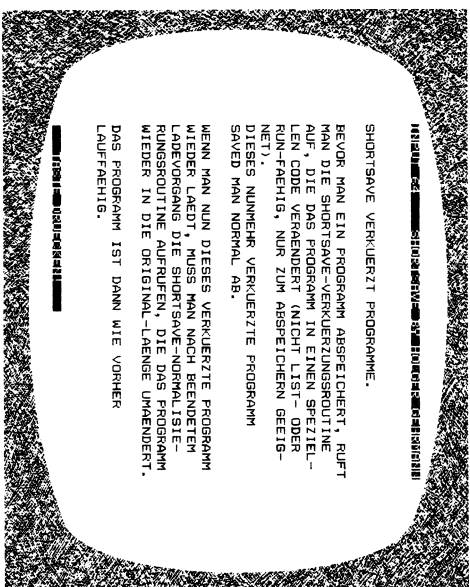 SHORTSAVE VERKUERZT PROGRAMME.
BEVOR MAN EIN PROGRAMM ABSPEICHERT, RUFT
MAN DIE SHORTSAVE-VERKUERZUNGSROUTINE
AUF, DIE DAS PROGRAMM IN EINEN SPEZIEL-
LEN CODE VERAENDERT (NICHT LIST- ODER
RUN-FAEHIG, NUR ZUM ABSPEICHERN GEEIG-
NET).
DIESES NUNMEHR VERKUERZTE PROGRAMM
SAVED MAN NORMAL AB.
WENN MAN NUN DIESES VERKUERZTE PROGRAMM
WIEDER LAEDT, MUSS MAN NACH BEENDETEM
LADEVORGANG DIE SHORTSAVE-NORMALISIE-
RUNGSROUTINE AUFRUFEN, DIE DAS PROGRAMM
WIEDER IN DIE ORIGINAL-LAENGE UMAENDERT.
DAS PROGRAMM IST DANN WIE VORHER
LAUFFAEHIG.